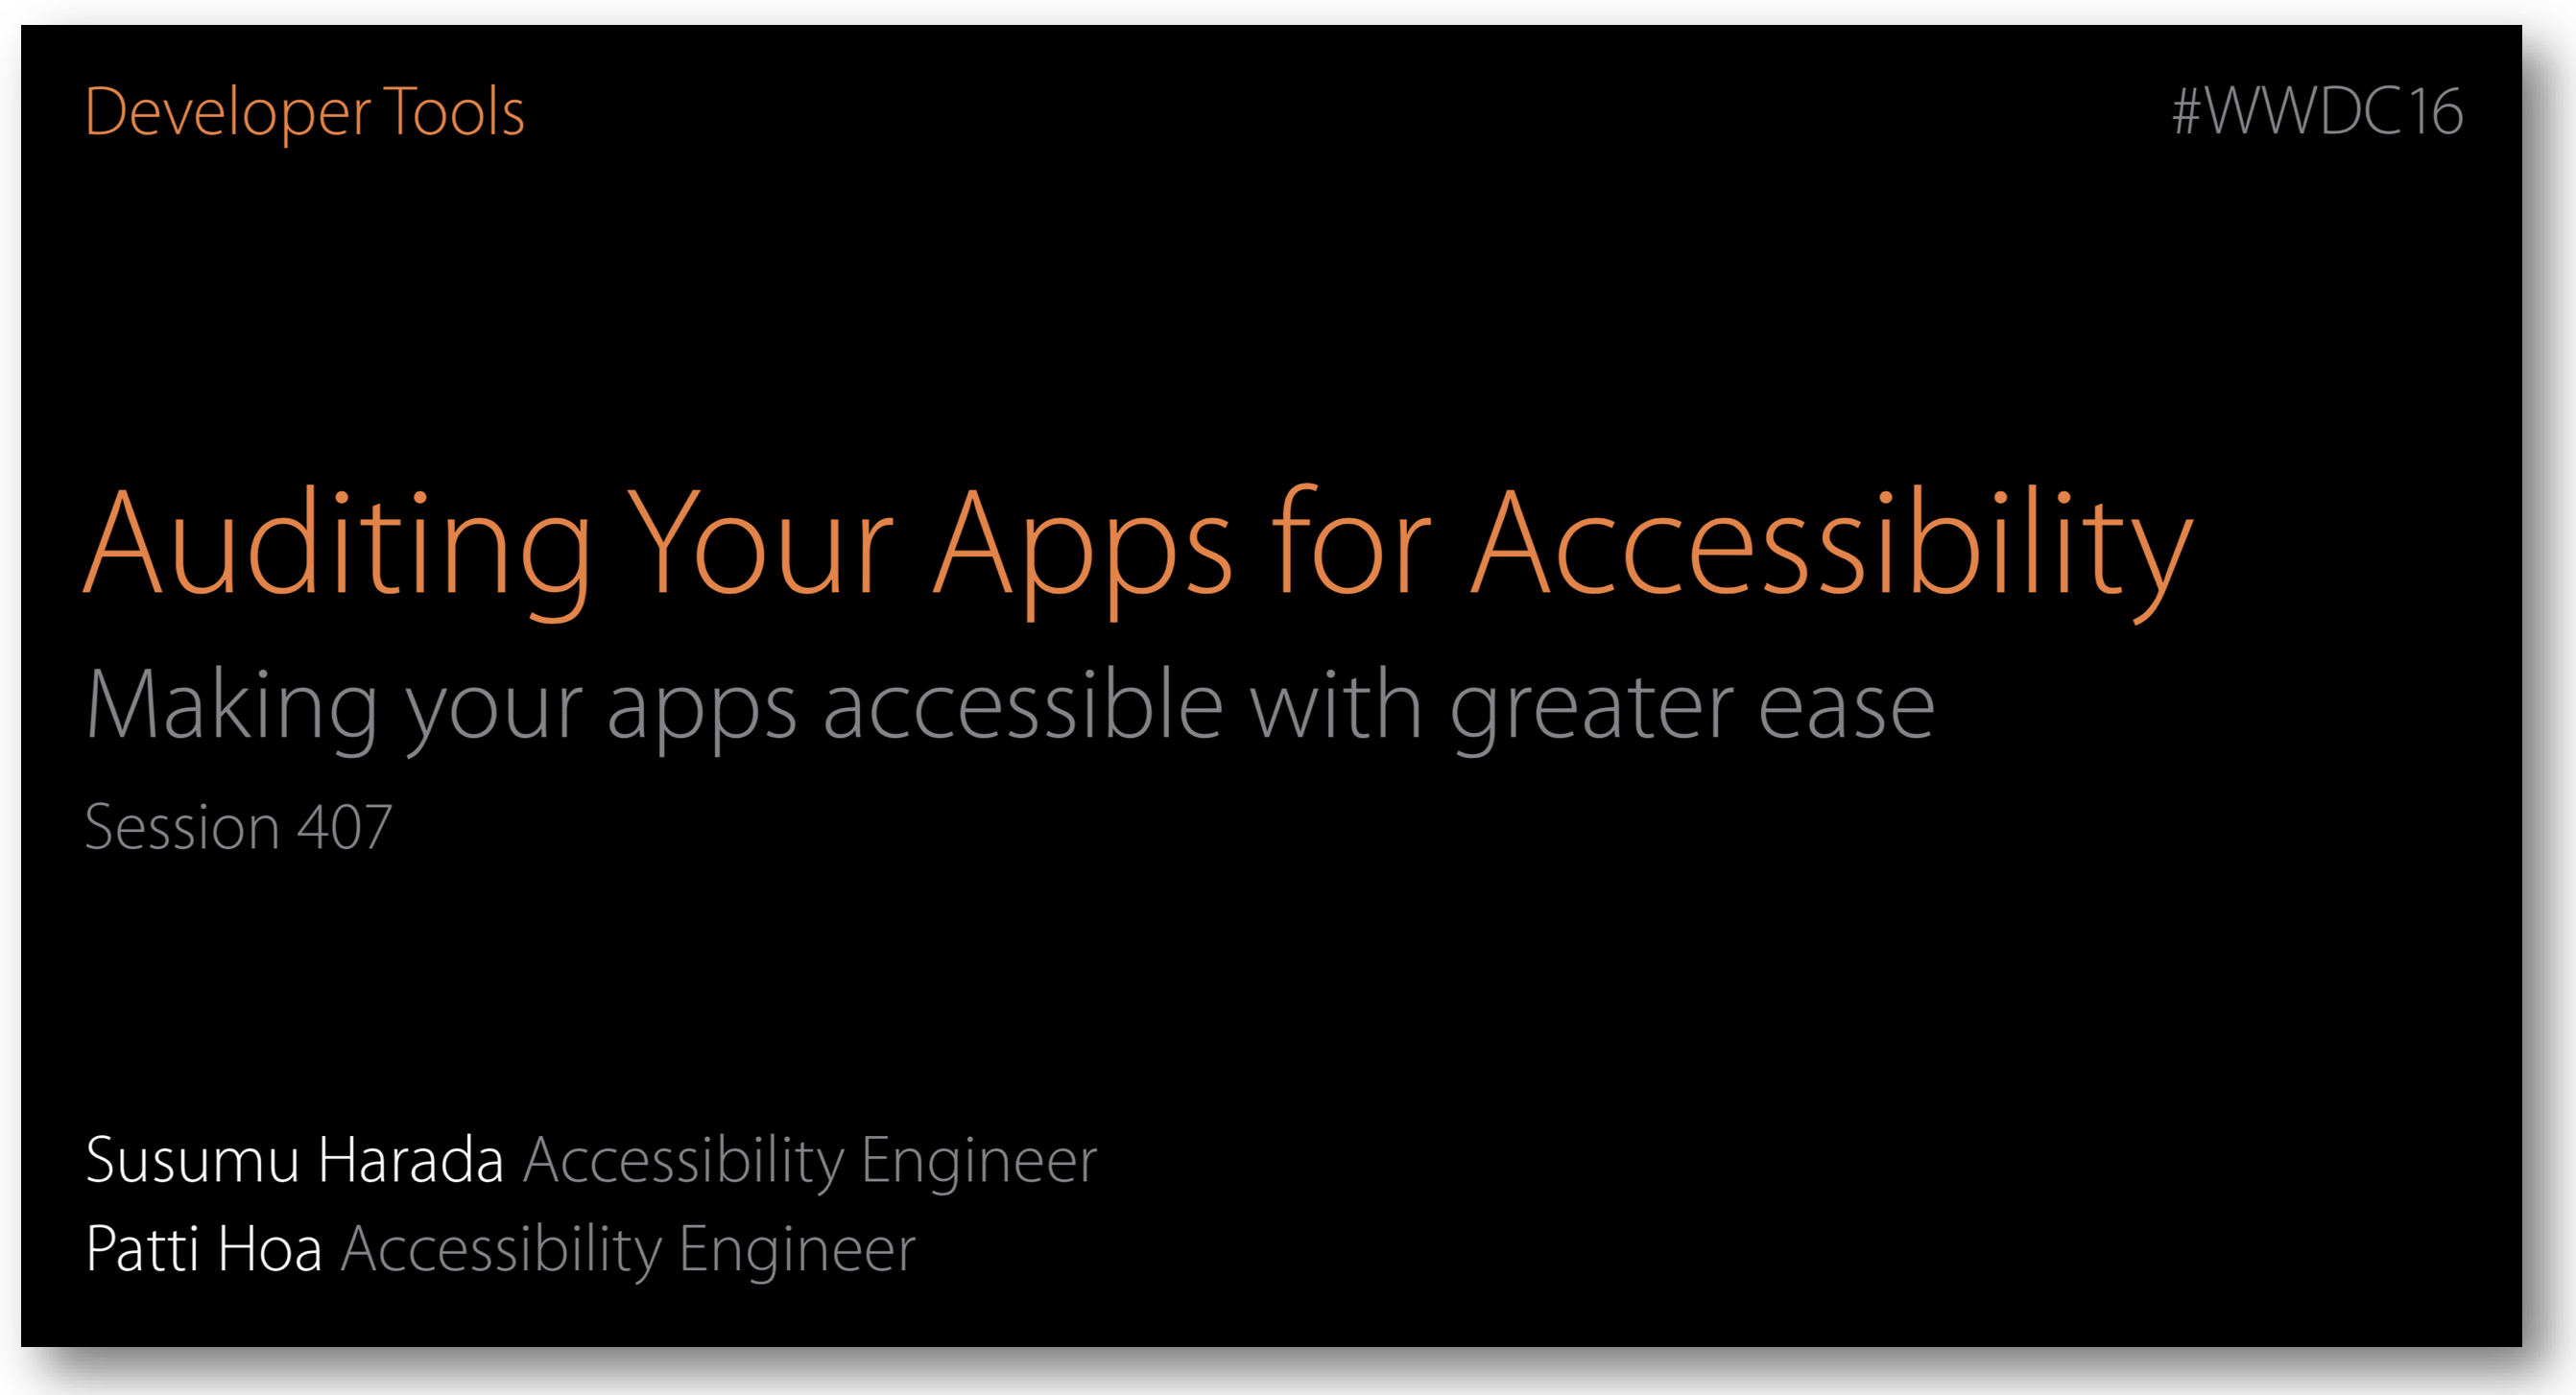 Developer Tools
#WWDC16
Auditing Your Apps for Accessibility
Making your apps accessible with greater ease
Session 407
Susumu Harada Accessibility Engineer
Patti Hoa Accessibility Engineer